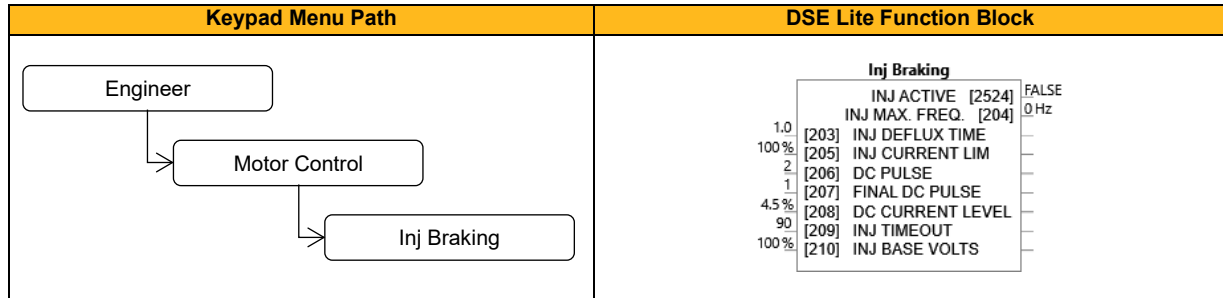 Keypad Menu Path
DSE Lite Function Block
Engineer
Motor Control
Inj Braking
Inj Braking
INJ ACTIVE [2524] FALSE
INJ MAX. FREQ. [204] 0 Hz
1.0 [203] INJ DEFLUX TIME
100 % [205] INJ CURRENT LIM
2 [206] DC PULSE
1 [207] FINAL DC PULSE
4.5 % [208] DC CURRENT LEVEL
90 [209] INJ TIMEOUT
100 % [210] INJ BASE VOLTS